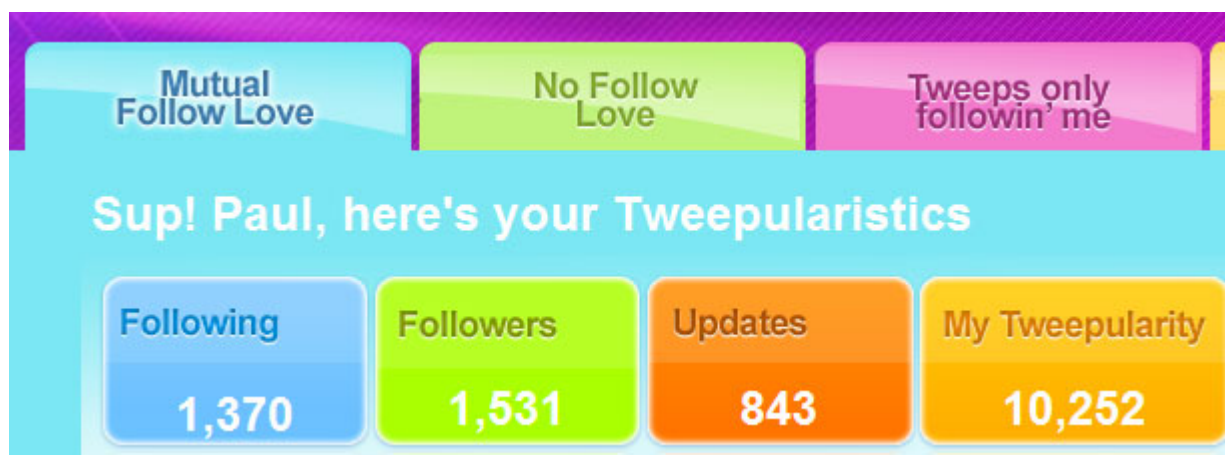 Mutual
Follow Love
No Follow
Love
Tweeps only
followin' me
Sup! Paul, here's your Tweepularistics
Following
1,370
Followers
1,531
Updates
843
My Tweepularity
10,252